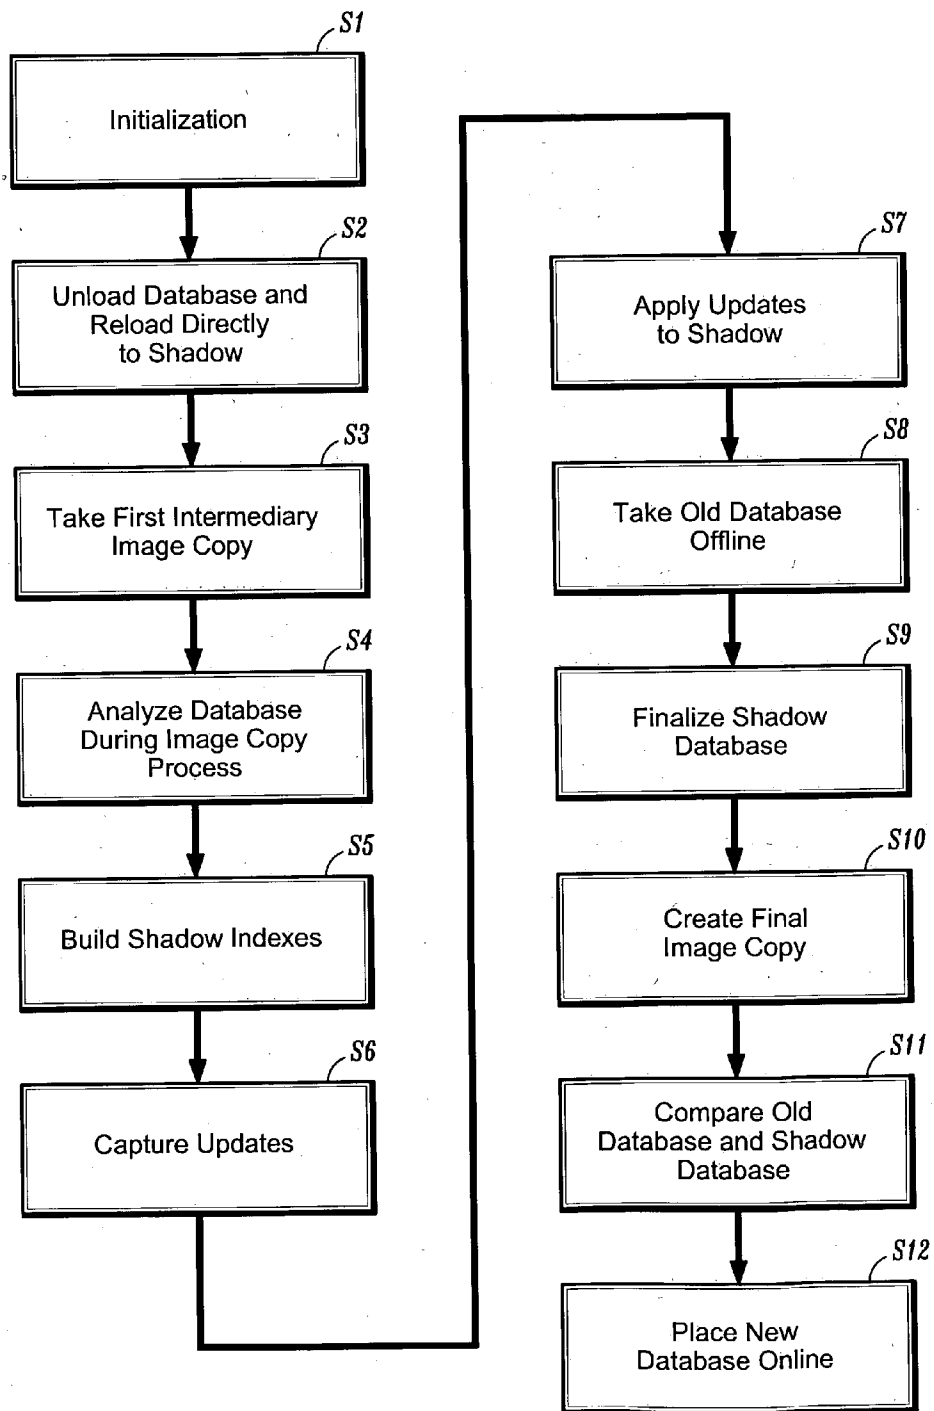 S1
Initialization
S2
Unload Database and
Reload Directly
to Shadow
S3
Take First Intermediary
Image Copy
S4
Analyze Database
During Image Copy
Process
S5
Build Shadow Indexes
S6
Capture Updates
S7
Apply Updates
to Shadow
S8
Take Old Database
Offline
S9
Finalize Shadow
Database
S10
Create Final
Image Copy
S11
Compare Old
Database and Shadow
Database
S12
Place New
Database Online